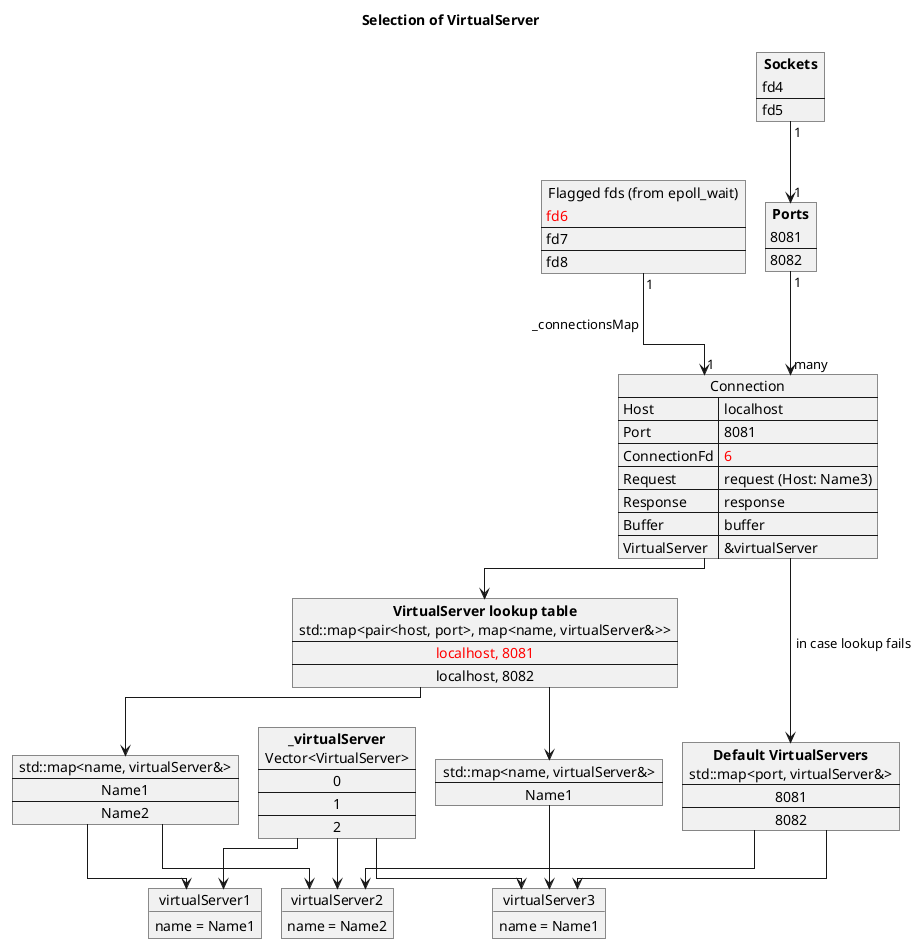 Selection of VirtualServer
Sockets
fd4
fd5
1
1
Flagged fds (from epoll_wait)
fd6
fd7
fd8
Ports
8081
8082
1
1
_connectionsMap
1
many
Connection
Host localhost
Port 8081
ConnectionFd 6
Request request (Host: Name3)
Response response
Buffer buffer
VirtualServer &virtualServer
VirtualServer lookup table
std::map<pair<host, port>, map<name, virtualServer&>>
localhost, 8081
localhost, 8082
in case lookup fails
std::map<name, virtualServer&>
Name1
Name2
_virtualServer
Vector<VirtualServer>
0
1
2
std::map<name, virtualServer&>
Name1
Default VirtualServers
std::map<port, virtualServer&>
8081
8082
virtualServer1
name = Name1
virtualServer2
name = Name2
virtualServer3
name = Name1